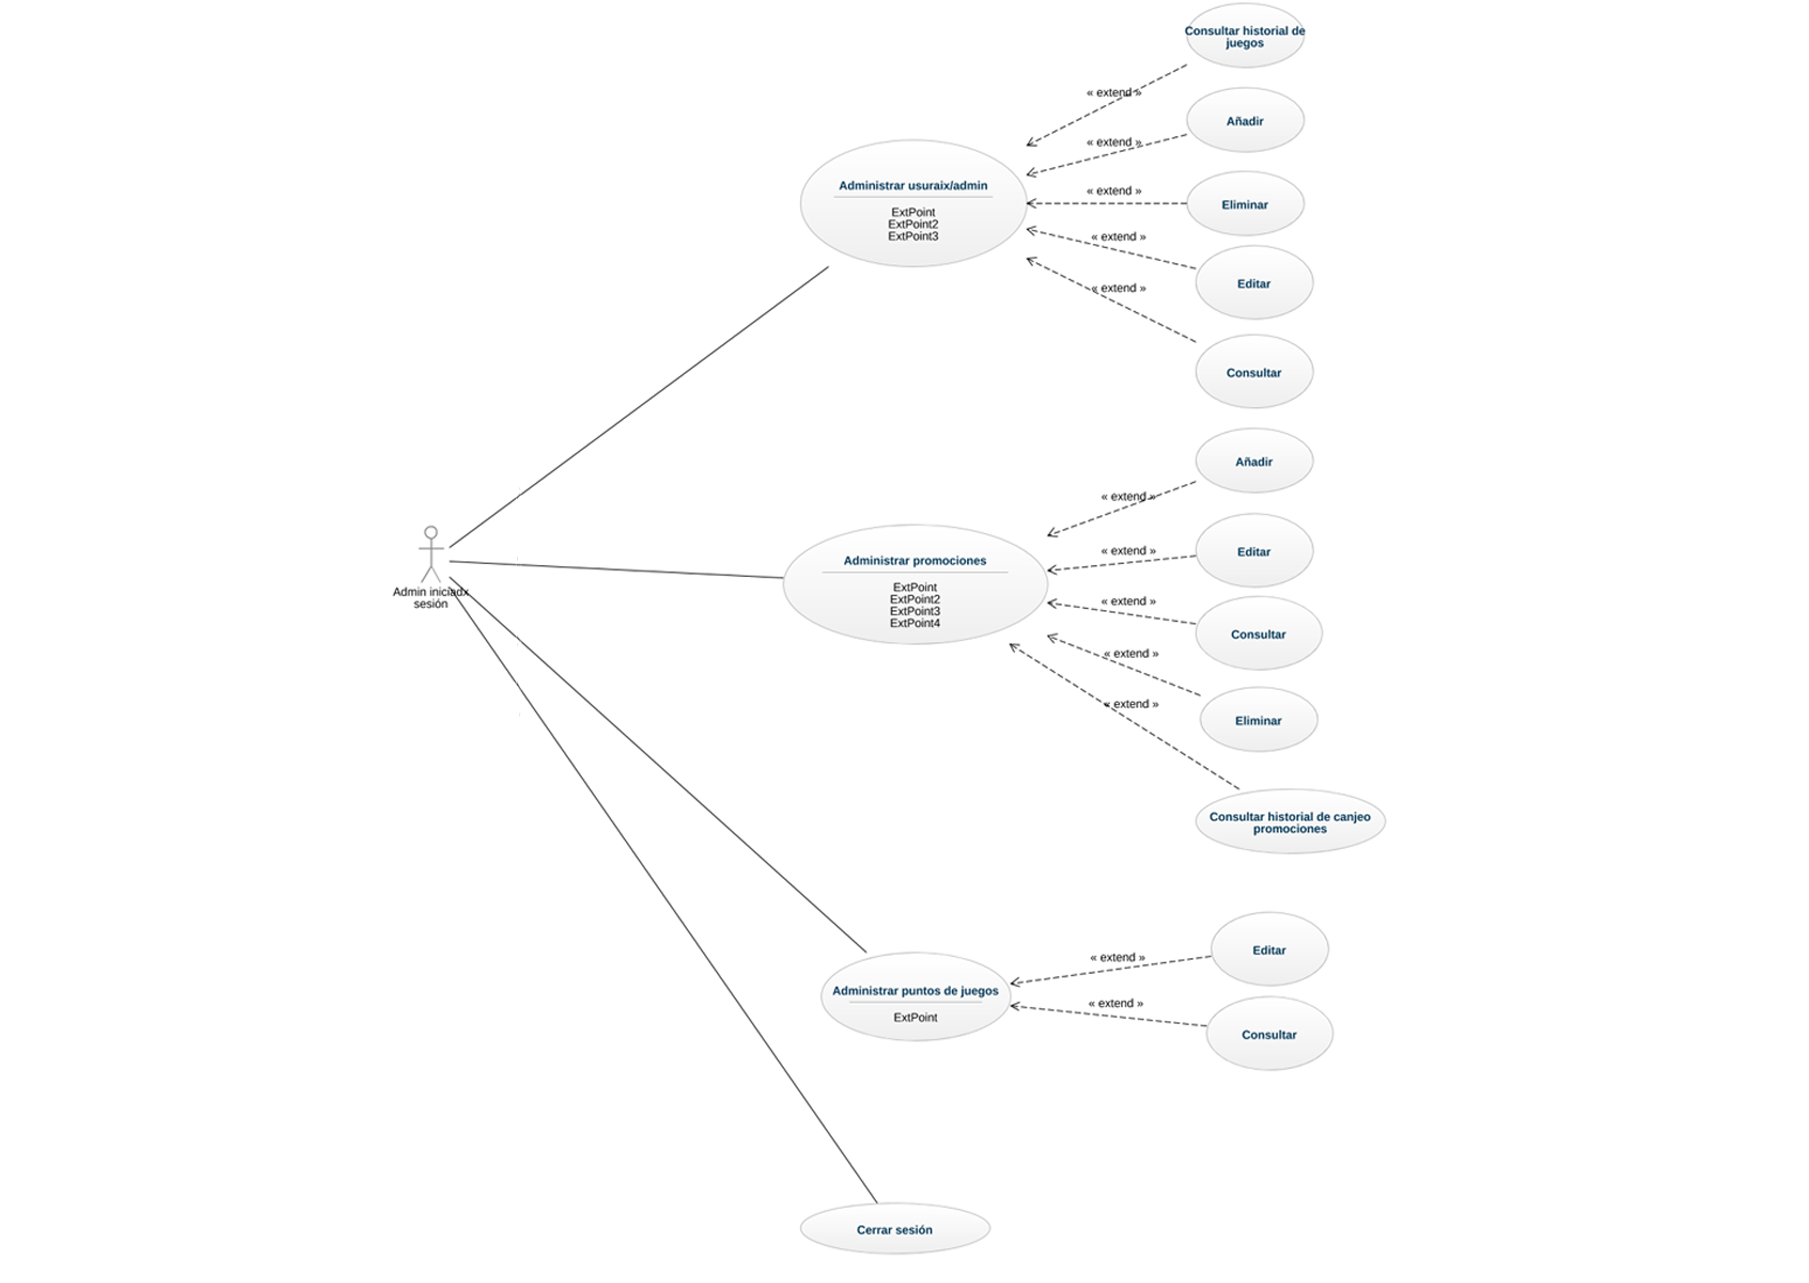 Consultar historial de
juegos
« extend »
Añadir
« extend »
Administrar usuraix/admin
ExtPoint
ExtPoint2
ExtPoint3
« extend »
Eliminar
« extend »
Editar
« extend »
Consultar
Añadir
« extend »
Admin iniciadx
sesión
Administrar promociones
ExtPoint
ExtPoint2
ExtPoint3
ExtPoint4
« extend »
Editar
« extend »
Consultar
« extend »
Eliminar
« extend »
Consultar historial de canjeo
promociones
Administrar puntos de juegos
ExtPoint
« extend »
Editar
« extend »
Consultar
Cerrar sesión